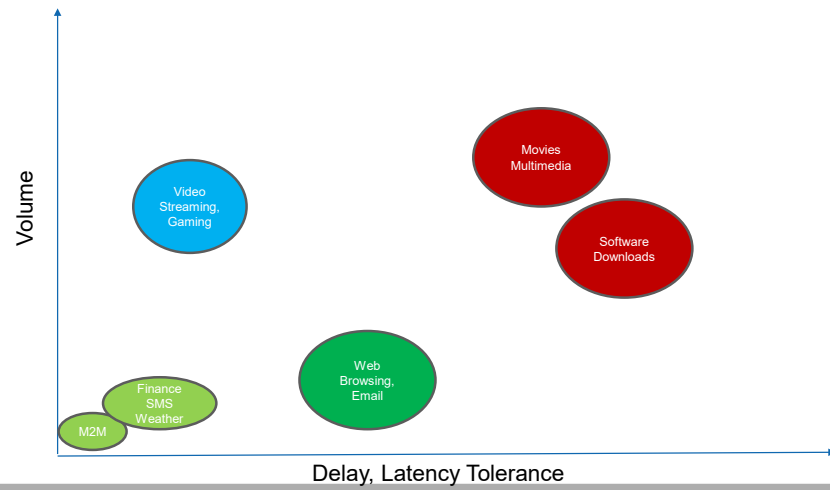 Volume
Movies
Multimedia
Video
Streaming,
Gaming
Software
Downloads
Web
Browsing,
Email
Finance
SMS
Weather
M2M
Delay, Latency Tolerance